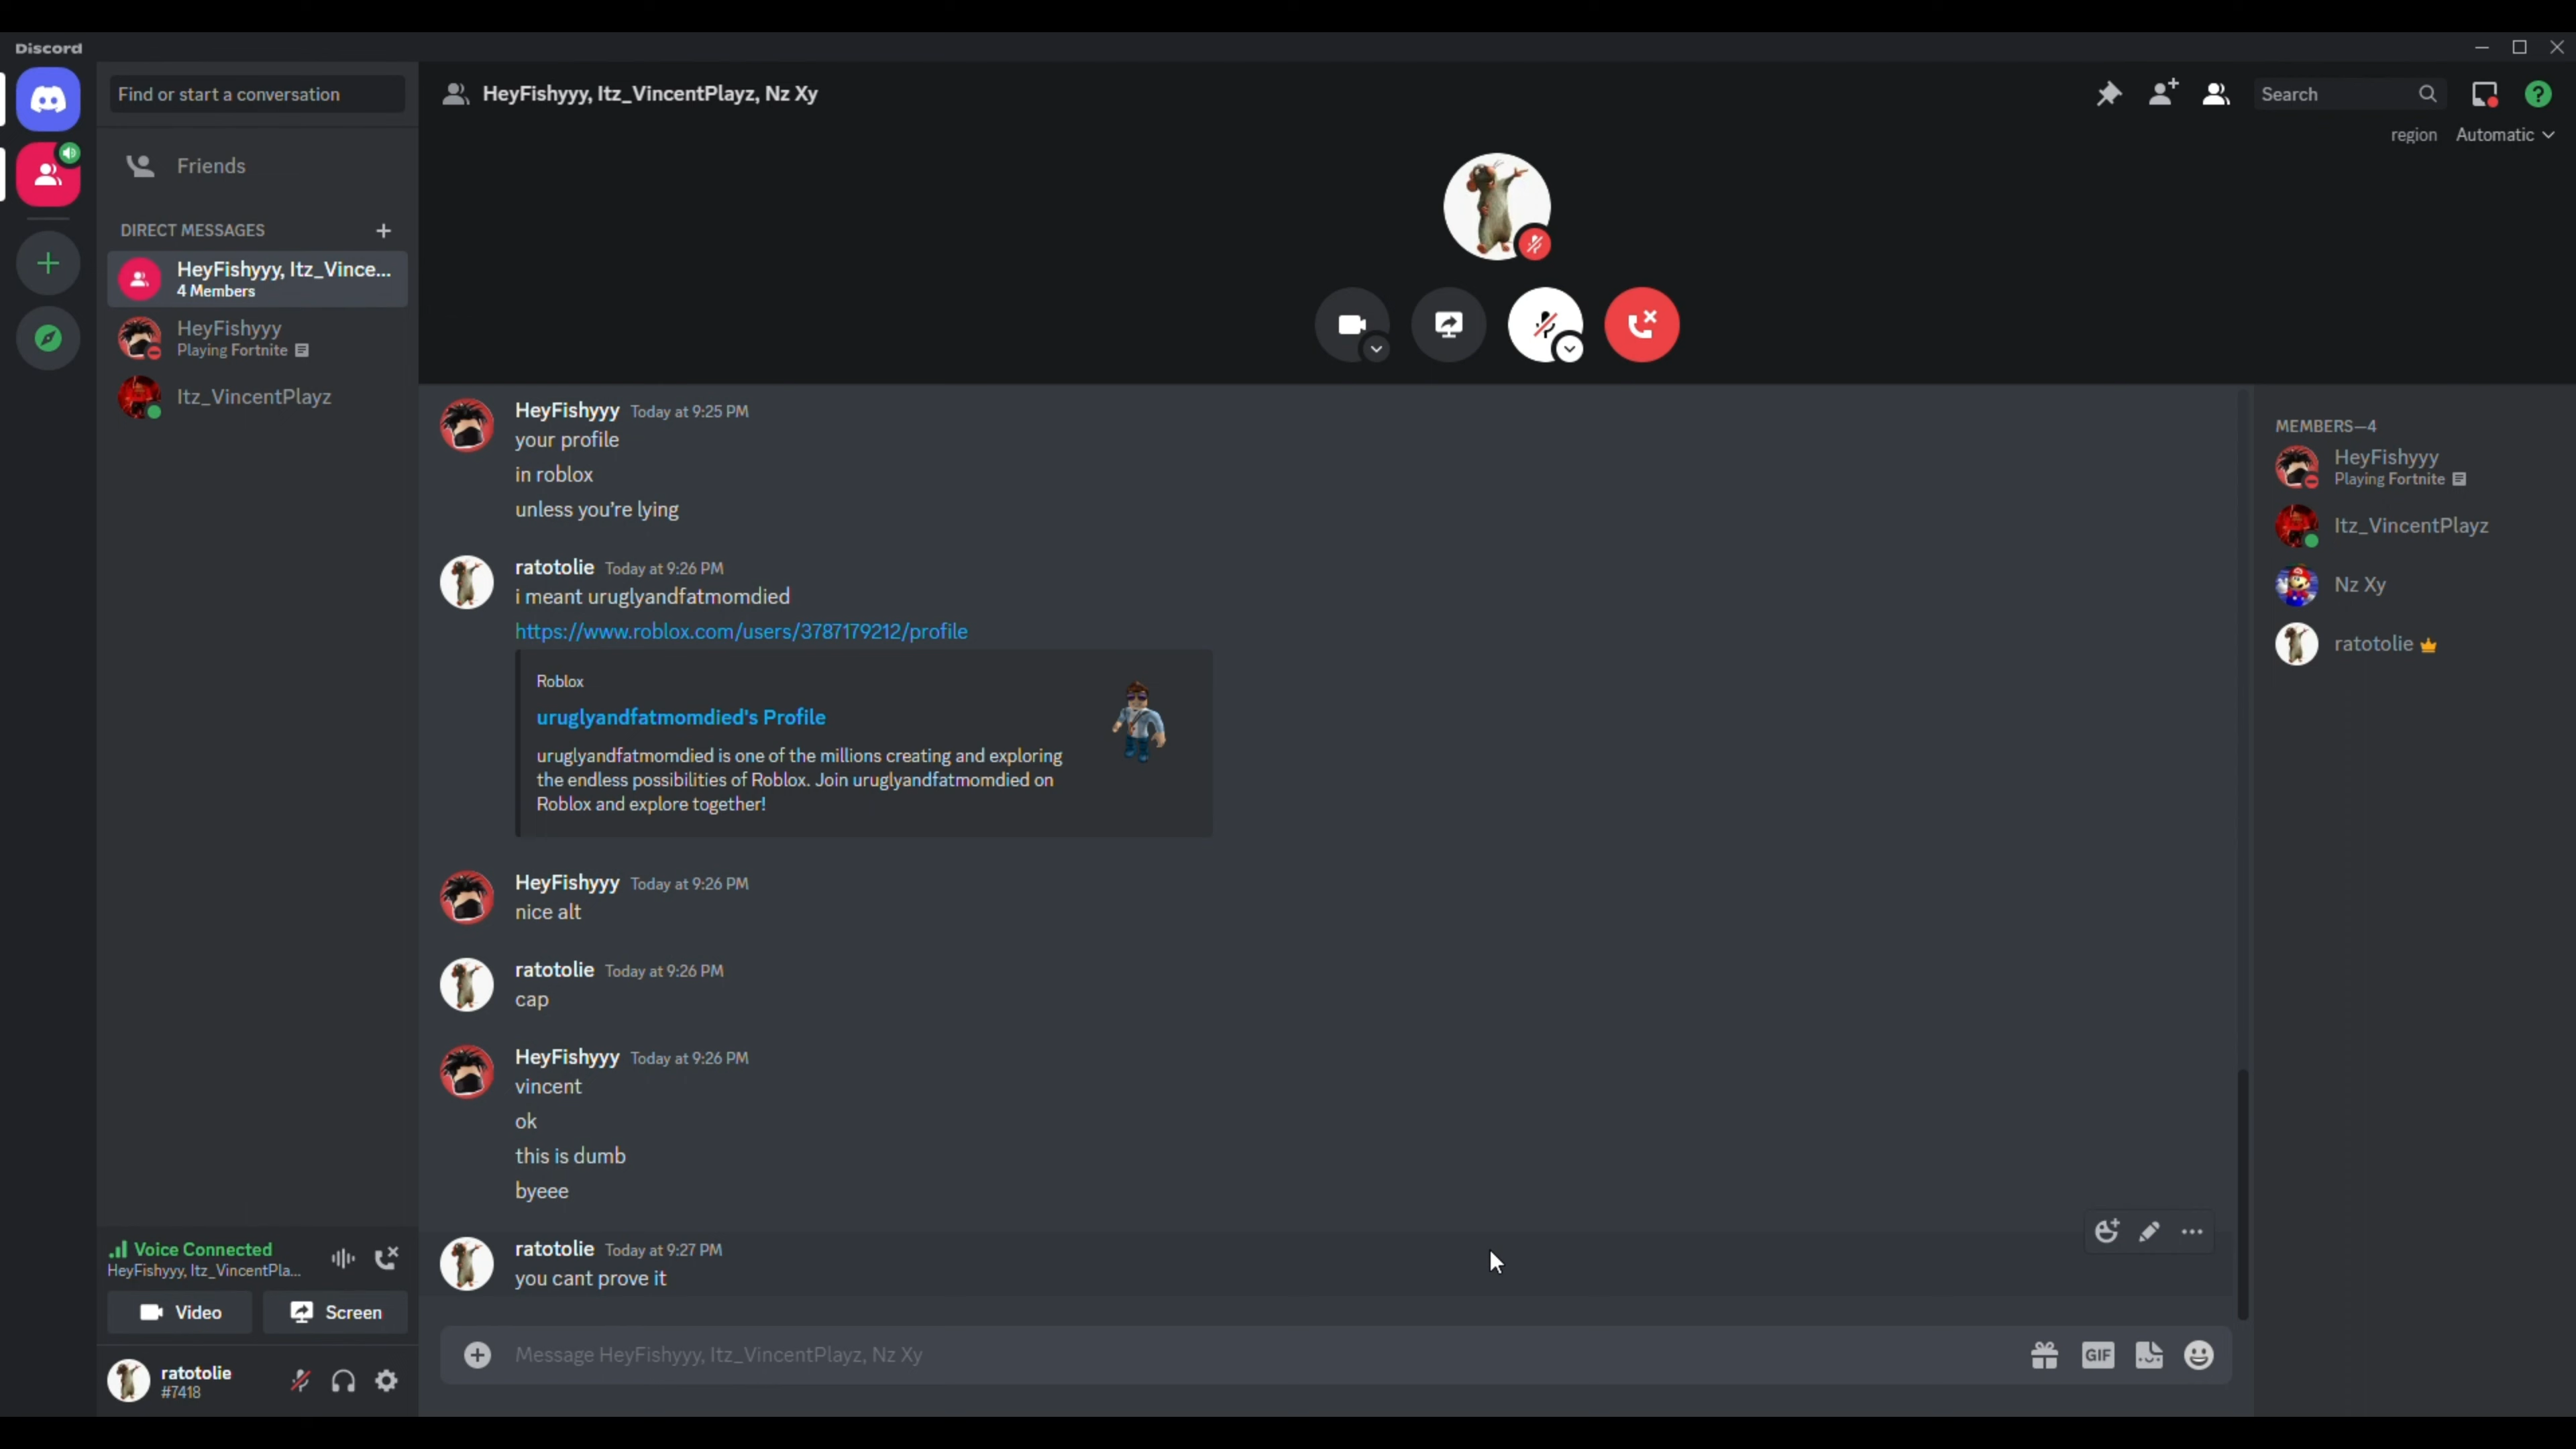 Discord
Find or start a conversation
Friends
DIRECT MESSAGES
HeyFishyyy, Itz_Vince...
4 Members
HeyFishyyy
Playing Fortnite
Itz_VincentPlayz
Voice Connected
HeyFishyyy, Itz_VincentPla...
Video
Screen
ratotolie
#7418
HeyFishyyy, Itz_VincentPlayz, Nz Xy
Search
region Automatic
HeyFishyyy Today at 9:25 PM
your profile
in roblox
unless you're lying
ratotolie Today at 9:26 PM
i meant uruglyandfatmomdied
https://www.roblox.com/users/3787179212/profile
Roblox
uruglyandfatmomdied's Profile
uruglyandfatmomdied is one of the millions creating and exploring
the endless possibilities of Roblox. Join uruglyandfatmomdied on
Roblox and explore together!
HeyFishyyy Today at 9:26 PM
nice alt
ratotolie Today at 9:26 PM
cap
HeyFishyyy Today at 9:26 PM
vincent
ok
this is dumb
byeee
ratotolie Today at 9:27 PM
you cant prove it
Message HeyFishyyy, Itz_VincentPlayz, Nz Xy
GIF
MEMBERS—4
HeyFishyyy
Playing Fortnite
Itz_VincentPlayz
Nz Xy
ratotolie